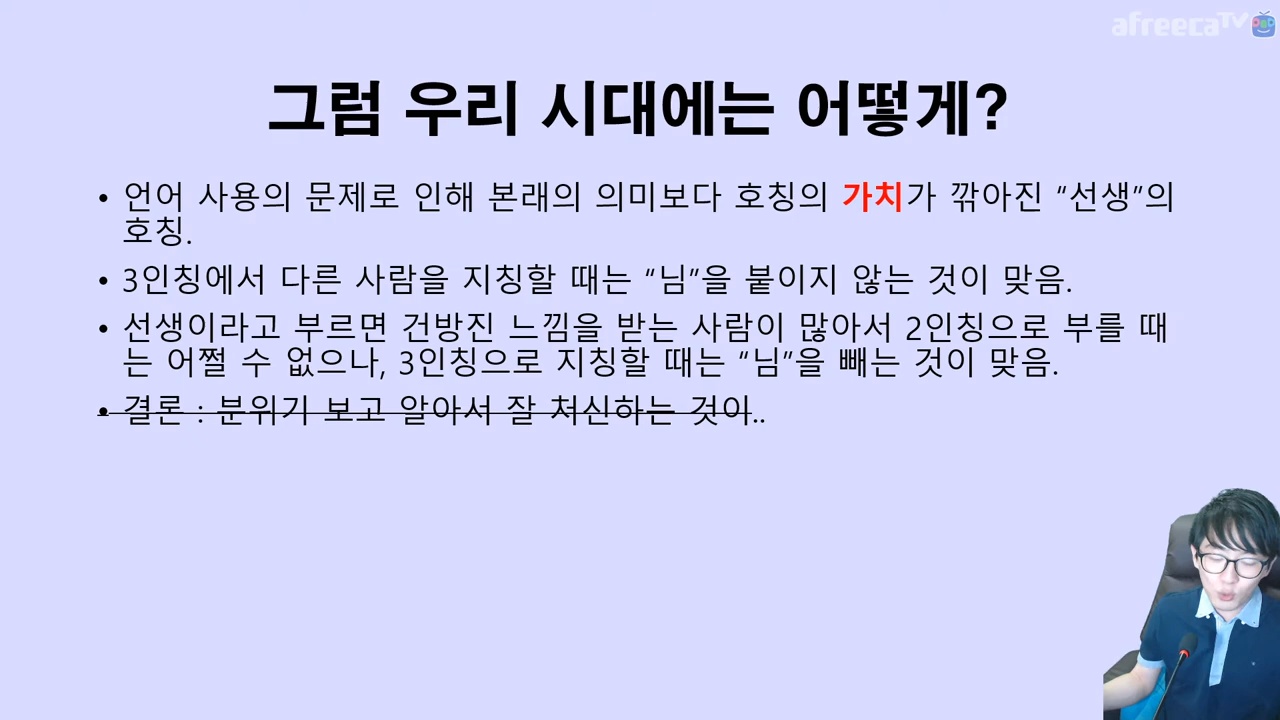 afreecaTV
그럼 우리 시대에는 어떻게?
• 언어 사용의 문제로 인해 본래의 의미보다 호칭의 가치가 깎아진 “선생”의
호칭.
• 3인칭에서 다른 사람을 지칭할 때는 “님”을 붙이지 않는 것이 맞음.
• 선생이라고 부르면 건방진 느낌을 받는 사람이 많아서 2인칭으로 부를 때
는 어쩔 수 없으나, 3인칭으로 지칭할 때는 “님”을 빼는 것이 맞음.
• 결론 : 분위기 보고 알아서 잘 처신하는 것이..